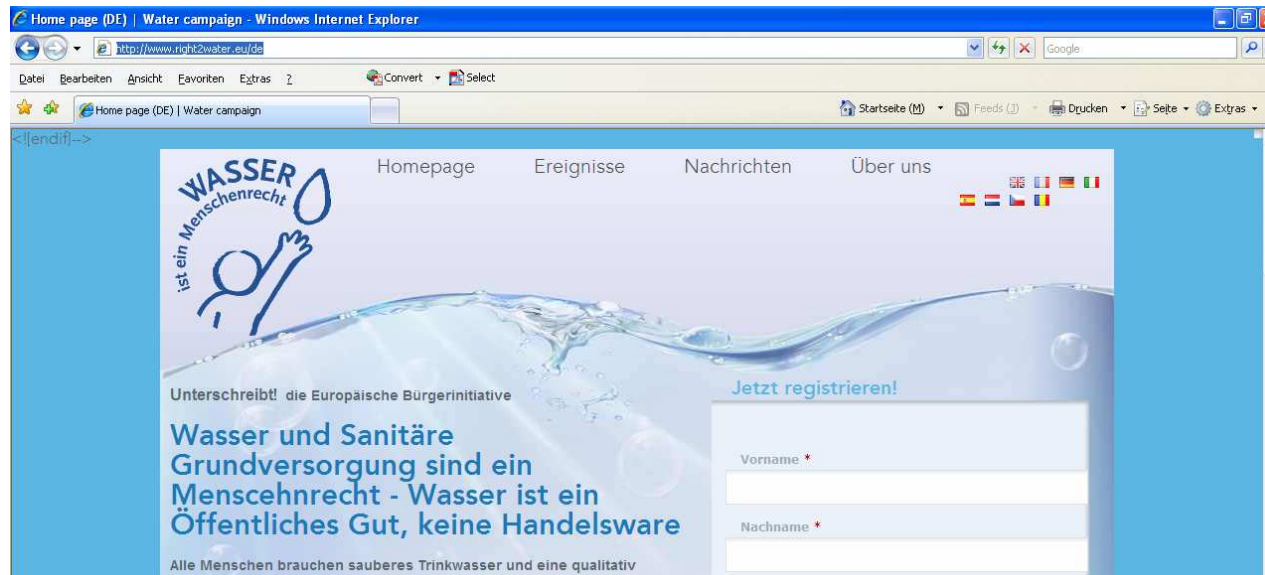 Home page (DE) | Water campaign - Windows Internet Explorer
http://www.right2water.eu/de
Google
Datei Bearbeiten Ansicht Favoriten Extras ? Convert Select
Home page (DE) | Water campaign
Startseite (M) Feeds (J) Drucken Seite Extras
<![endif]-->
WASSER
ist ein Menschenrecht
Homepage Ereignisse Nachrichten Über uns
Unterschreibt! die Europäische Bürgerinitiative
Jetzt registrieren!
Wasser und Sanitäre
Grundversorgung sind ein
Menscehnrecht - Wasser ist ein
Öffentliches Gut, keine Handelsware
Vorname *
Nachname *
Alle Menschen brauchen sauberes Trinkwasser und eine qualitativ